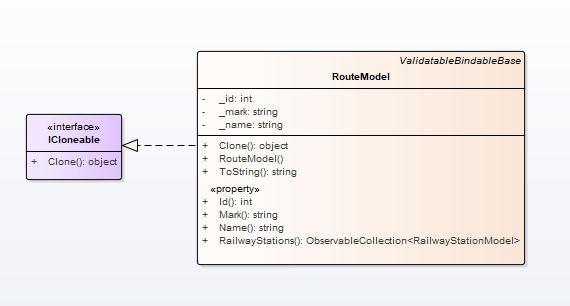 «interface»
ICloneable
+ Clone(): object
ValidatableBindableBase
RouteModel
- _id: int
- _mark: string
- _name: string
+ Clone(): object
+ RouteModel()
+ ToString(): string
«property»
+ Id(): int
+ Mark(): string
+ Name(): string
+ RailwayStations(): ObservableCollection<RailwayStationModel>